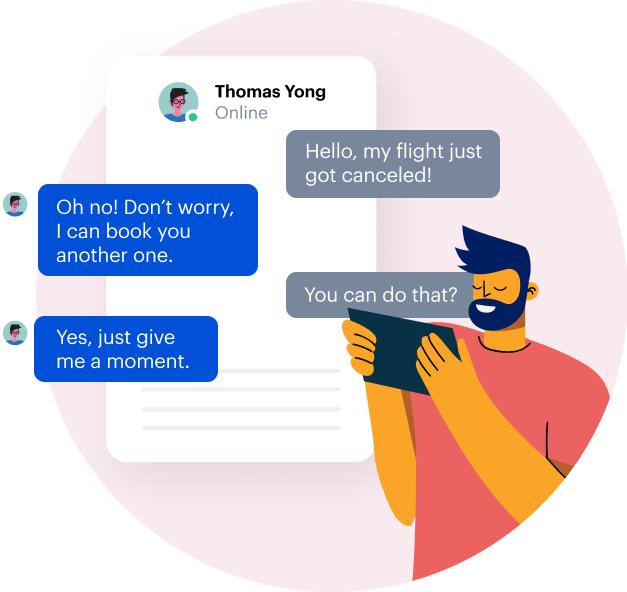 Thomas Yong
Online
Hello, my flight just
got canceled!
Oh no! Don’t worry,
I can book you
another one.
You can do that?
Yes, just give
me a moment.